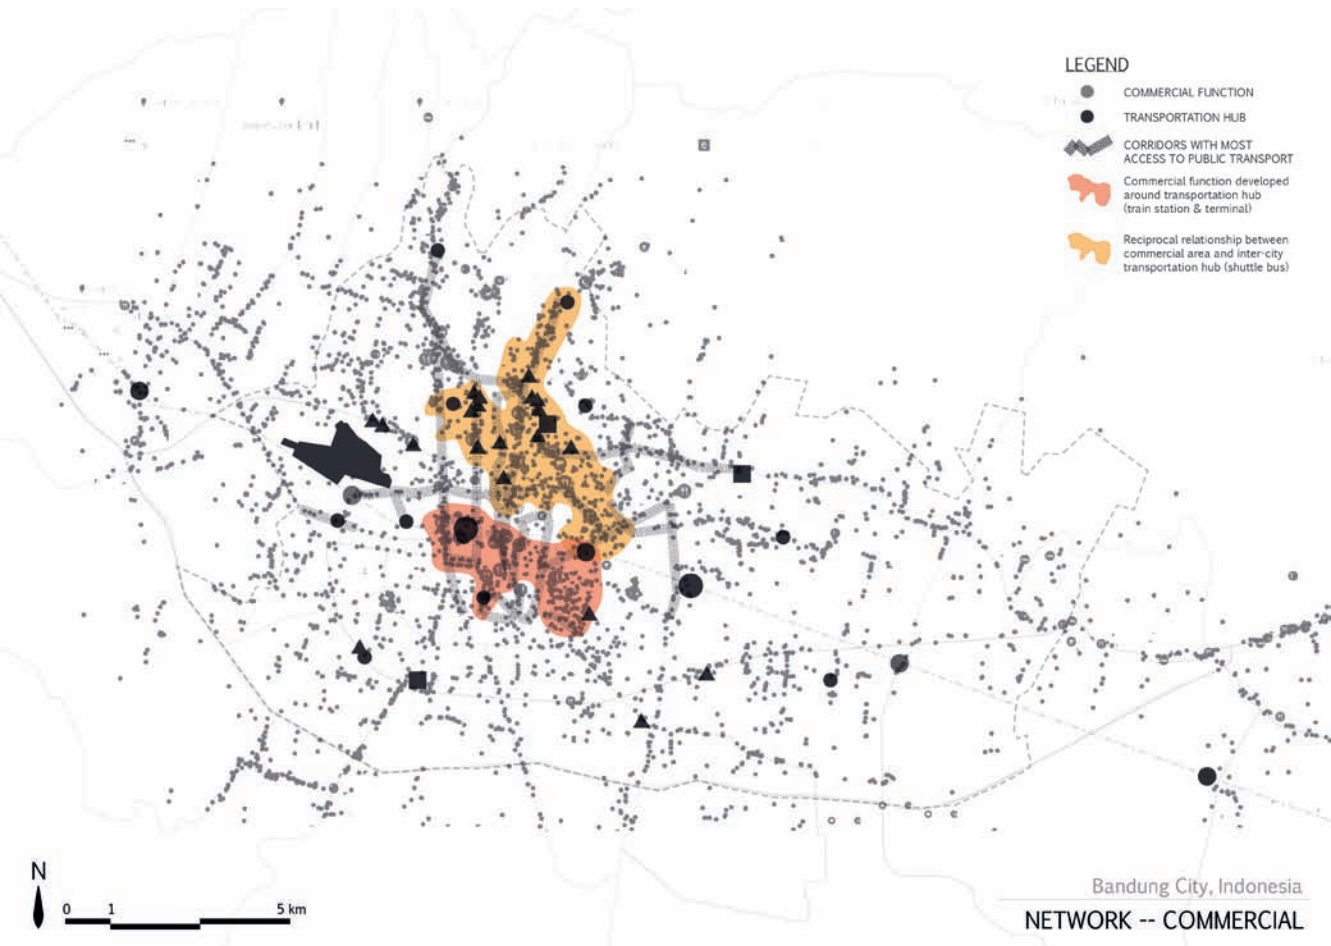 LEGEND
COMMERCIAL FUNCTION
TRANSPORTATION HUB
CORRIDORS WITH MOST
ACCESS TO PUBLIC TRANSPORT
Commercial function developed
around transportation hub
(train station & terminal)
Reciprocal relationship between
commercial area and inter-city
transportation hub (shuttle bus)
N
0 1 5 km
Bandung City, Indonesia
NETWORK -- COMMERCIAL